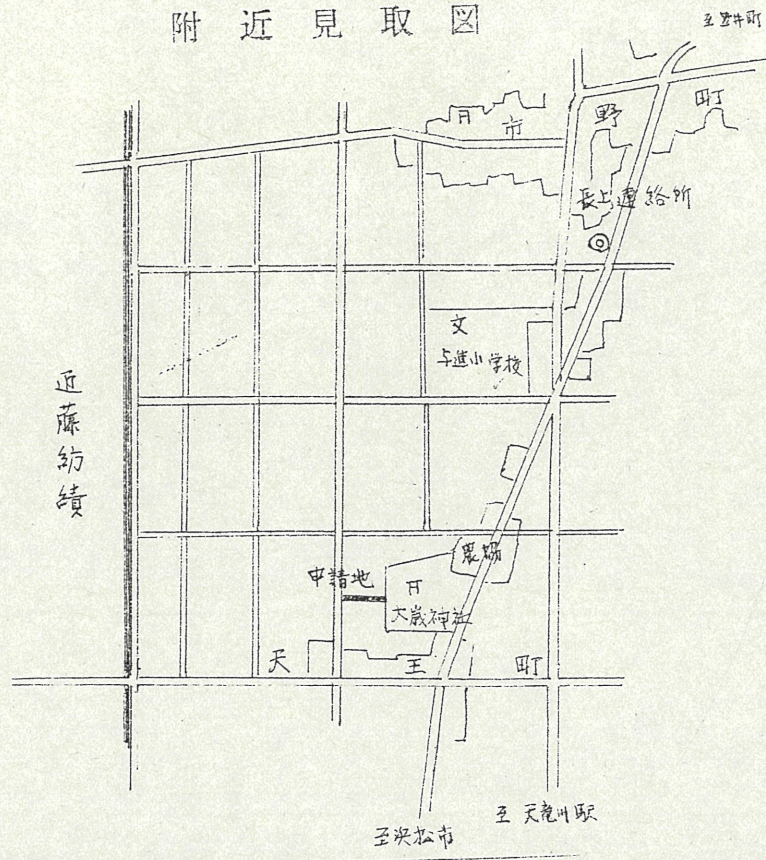 附近見取図
至笠井町
市野町
長上連絡所
文
与進小学校
近藤紡績
農協
申請地
大歳神社
天王町
至浜松市
至天竜川駅